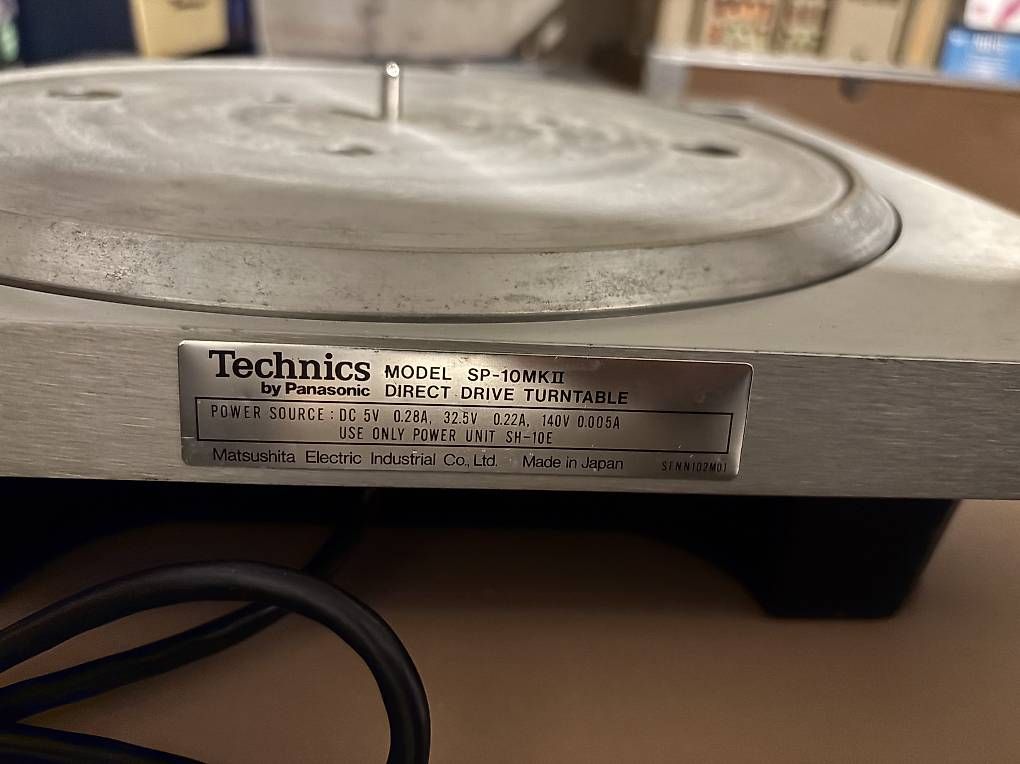 Technics MODEL SP-10MKII
by Panasonic DIRECT DRIVE TURNTABLE
POWER SOURCE : DC 5V 0.28A, 32.5V 0.22A, 140V 0.005A
USE ONLY POWER UNIT SH-10E
Matsushita Electric Industrial Co., Ltd. Made in Japan SFNN102M01